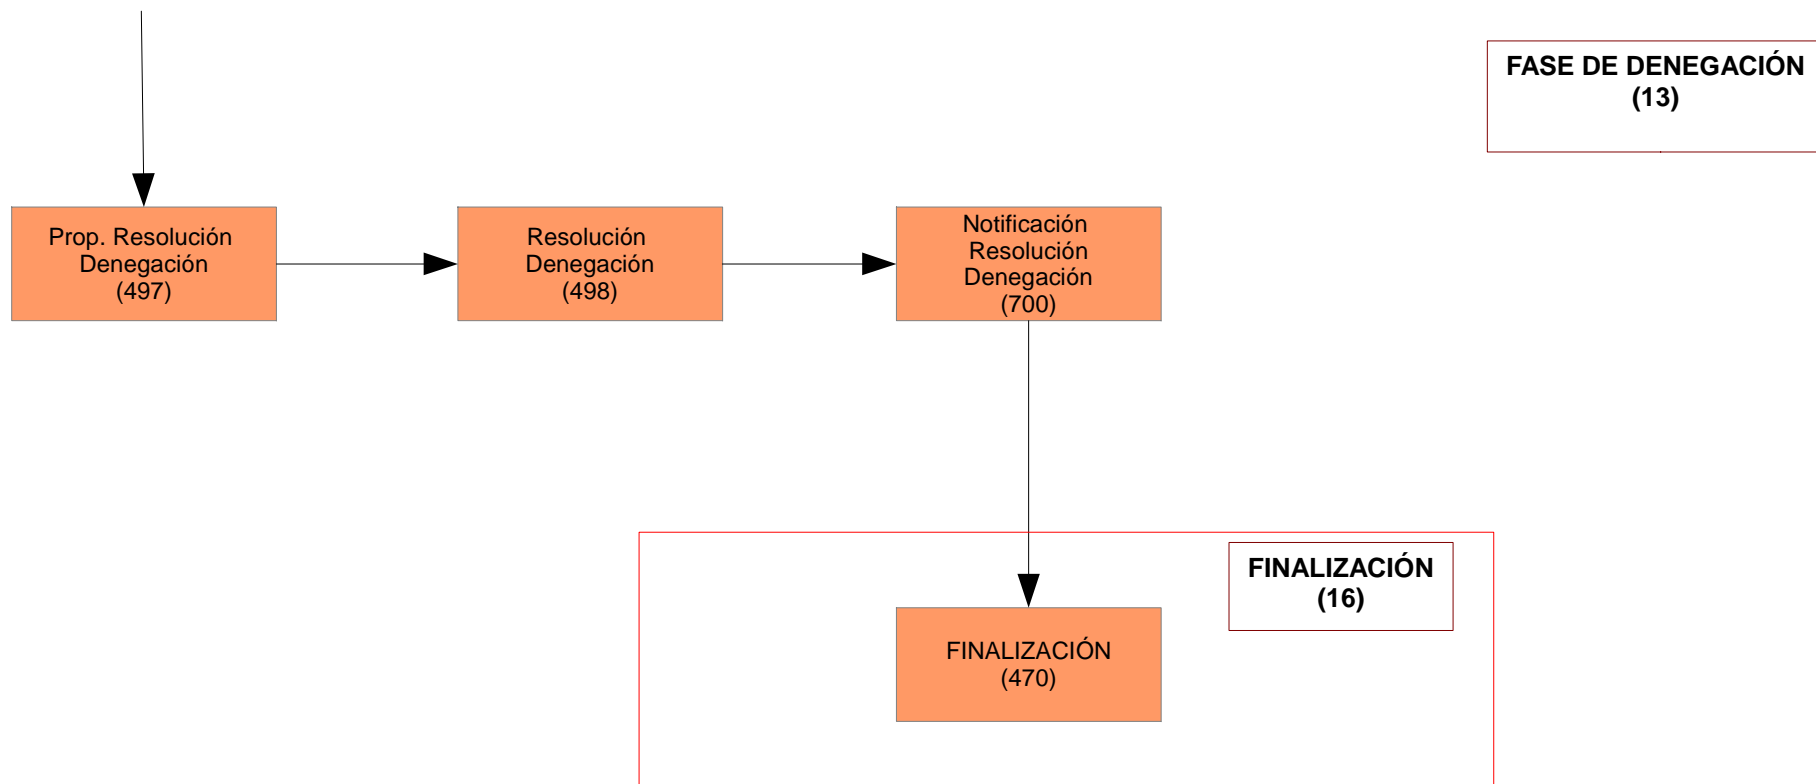 FASE DE DENEGACIÓN
(13)
Prop. Resolución
Denegación
(497)
Resolución
Denegación
(498)
Notificación
Resolución
Denegación
(700)
FINALIZACIÓN
(16)
FINALIZACIÓN
(470)